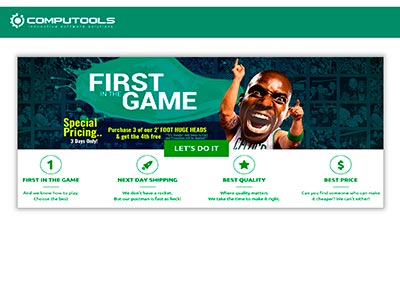 COMPUTOOLS
innovative software solutions
FIRST
IN THE
GAME
Special
Pricing..
3 Days Only!
Purchase 3 of our 2' FOOT HUGE HEADS
& get the 4th free
LET'S DO IT
1
FIRST IN THE GAME
And we know how to play.
Choose the best
NEXT DAY SHIPPING
We don't have a rocket.
But our postman is fast as heck!
BEST QUALITY
Where quality matters
We take the time to make it right.
$
BEST PRICE
Can you find someone who can make
it cheaper? We can't either!